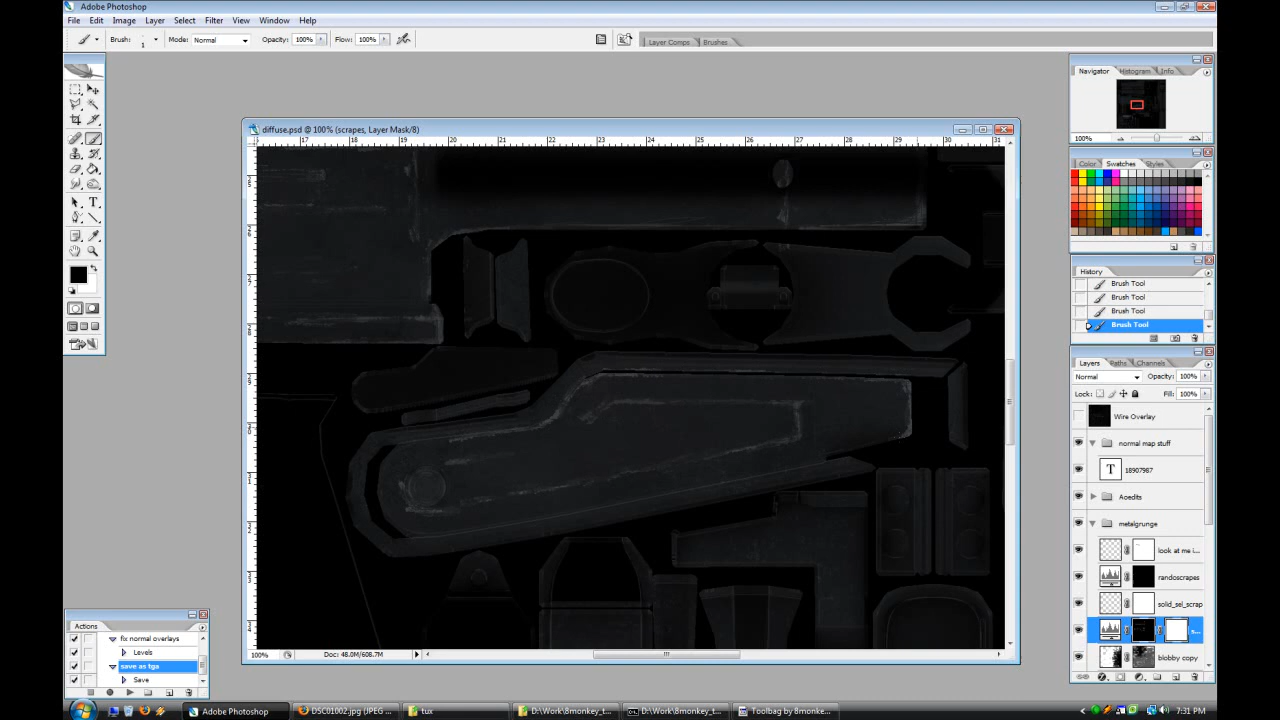 Adobe Photoshop
File Edit Image Layer Select Filter View Window Help
Brush: 1 Mode: Normal Opacity: 100% Flow: 100% Layer Comps Brushes
Navigator Histogram Info
100%
Color Swatches Styles
diffuse.psd @ 100% (scrapes, Layer Mask/8)
17 18 19 20 21 22 23 24 25 26 27 28 29 30 31
History
Brush Tool
Brush Tool
Brush Tool
Brush Tool
Layers Paths Channels
Normal Opacity: 100%
Lock: Fill: 100%
Wire Overlay
normal map stuff
T 18907987
Aoedits
metalgrunge
look at me i...
randoscrapes
solid_sel_scrap
s...
blobby copy
100% Doc: 48.0M/608.7M
Actions
fix normal overlays
Levels
save as tga
Save
Adobe Photoshop DSC01002.jpg (JPEG ... tux D:\Work\8monkey_t... D:\Work\8monkey_t... Toolbag by 8monke... 7:31 PM